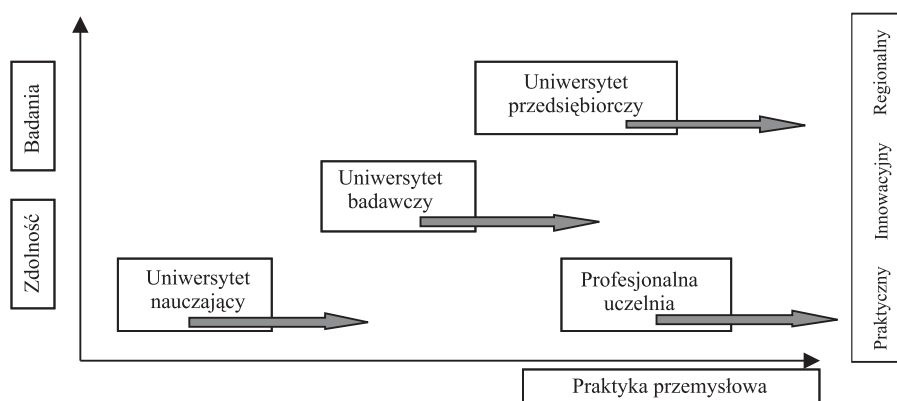 Uniwersytet
przedsiębiorczy
Uniwersytet
badawczy
Uniwersytet
nauczający
Profesjonalna
uczelnia
Badania
Zdolność
Praktyka przemysłowa
Regionalny
Innowacyjny
Praktyczny